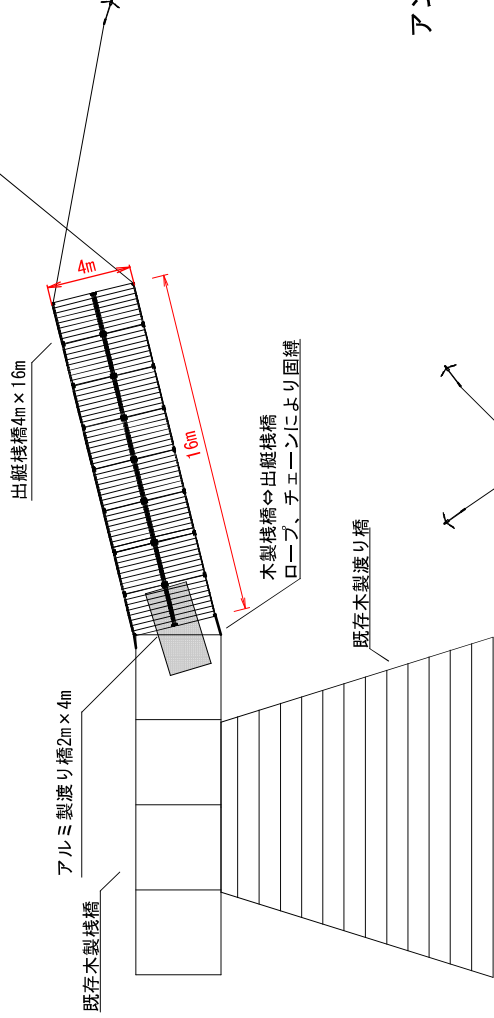 アン
4m
出艇桟橋4m×16m
16m
木製桟橋⇔出艇桟橋
ロープ、チェーンにより固縛
既存木製渡り橋
アルミ製渡り橋2m×4m
既存木製桟橋